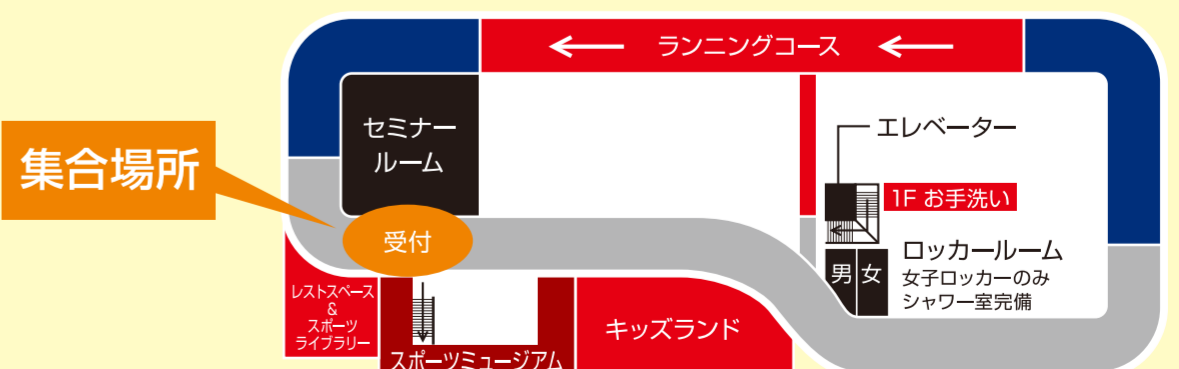 ランニングコース
セミナー
ルーム
エレベーター
集合場所
1F お手洗い
受付
ロッカールーム
男 女
女子ロッカーのみ
シャワー室完備
レストスペース
&
スポーツ
ライブラリー
キッズランド
スポーツミュージアム